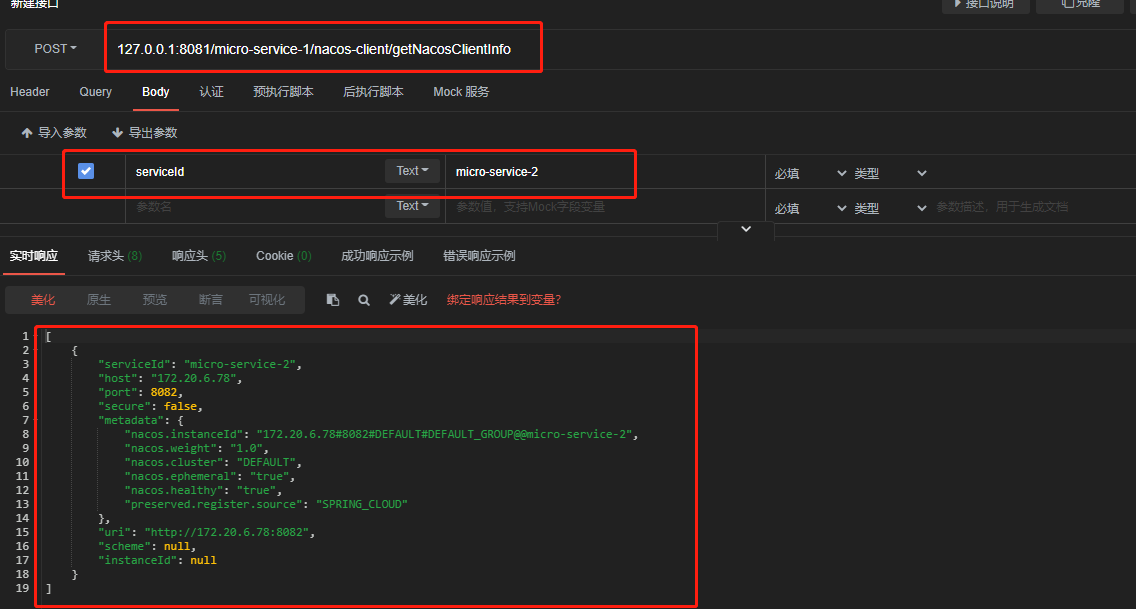 新建接口
接口说明 克隆
POST 127.0.0.1:8081/micro-service-1/nacos-client/getNacosClientInfo
Header Query Body 认证 预执行脚本 后执行脚本 Mock 服务
导入参数 导出参数
serviceId Text micro-service-2 必填 类型
参数名 Text 参数值，支持Mock字段变量 必填 类型 参数描述，用于生成文档
实时响应 请求头 (8) 响应头 (5) Cookie (0) 成功响应示例 错误响应示例
美化 原生 预览 断言 可视化 美化 绑定响应结果到变量?
1 [
2 {
3 "serviceId": "micro-service-2",
4 "host": "172.20.6.78",
5 "port": 8082,
6 "secure": false,
7 "metadata": {
8 "nacos.instanceId": "172.20.6.78#8082#DEFAULT#DEFAULT_GROUP@@micro-service-2",
9 "nacos.weight": "1.0",
10 "nacos.cluster": "DEFAULT",
11 "nacos.ephemeral": "true",
12 "nacos.healthy": "true",
13 "preserved.register.source": "SPRING_CLOUD"
14 },
15 "uri": "http://172.20.6.78:8082",
16 "scheme": null,
17 "instanceId": null
18 }
19 ]